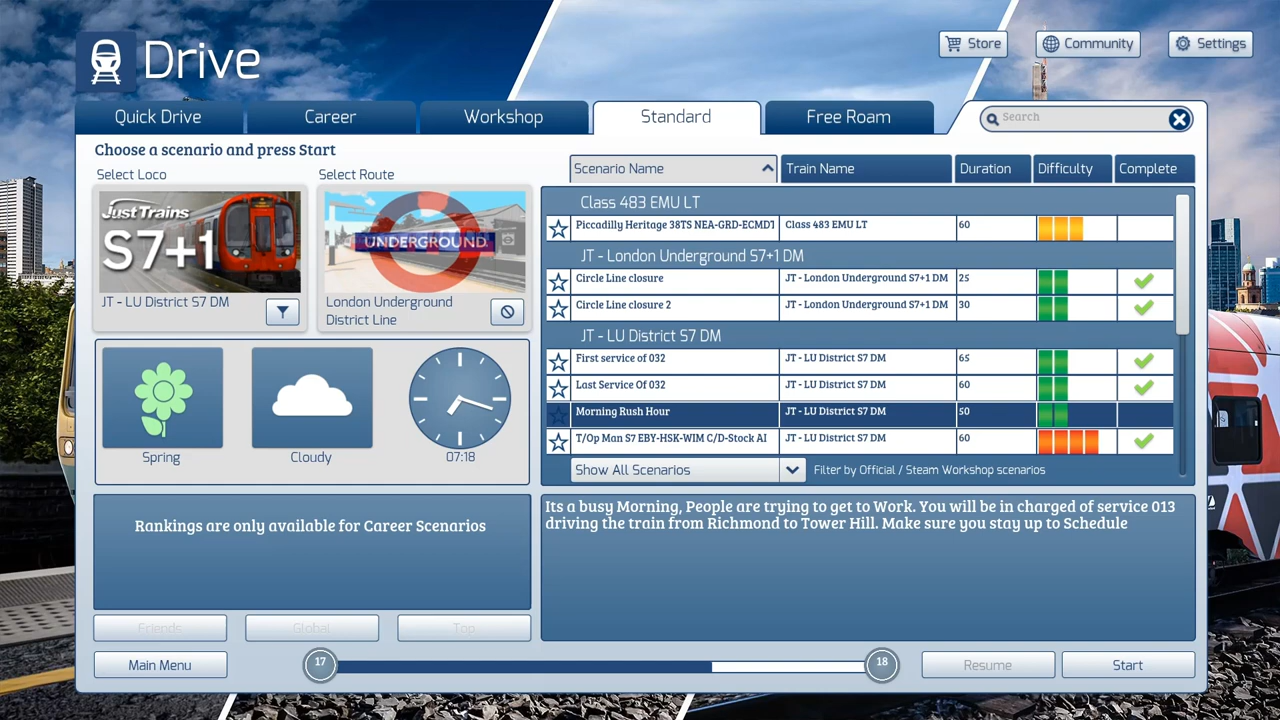 Drive
Store
Community
Settings
Quick Drive
Career
Workshop
Standard
Free Roam
Search
Choose a scenario and press Start
Select Loco
Select Route
JUST TRAINS
S7+1
UNDERGROUND
JT - LU District S7 DM
London Underground
District Line
Spring
Cloudy
07:18
Scenario Name
Train Name
Duration
Difficulty
Complete
Class 483 EMU LT
Piccadilly Heritage 38TS NEA-GRD-ECMDT
Class 483 EMU LT
60
JT - London Underground S7+1 DM
Circle Line closure
JT - London Underground S7+1 DM
25
Circle Line closure 2
JT - London Underground S7+1 DM
30
JT - LU District S7 DM
First service of 032
JT - LU District S7 DM
65
Last Service Of 032
JT - LU District S7 DM
60
Morning Rush Hour
JT - LU District S7 DM
50
T/Op Man S7 EBY-HSK-WIM C/D-Stock AI
JT - LU District S7 DM
60
Show All Scenarios
Filter by Official / Steam Workshop scenarios
Rankings are only available for Career Scenarios
Its a busy Morning, People are trying to get to Work. You will be in charged of service 013
driving the train from Richmond to Tower Hill. Make sure you stay up to Schedule
Friends
Global
Top
Main Menu
17
18
Resume
Start